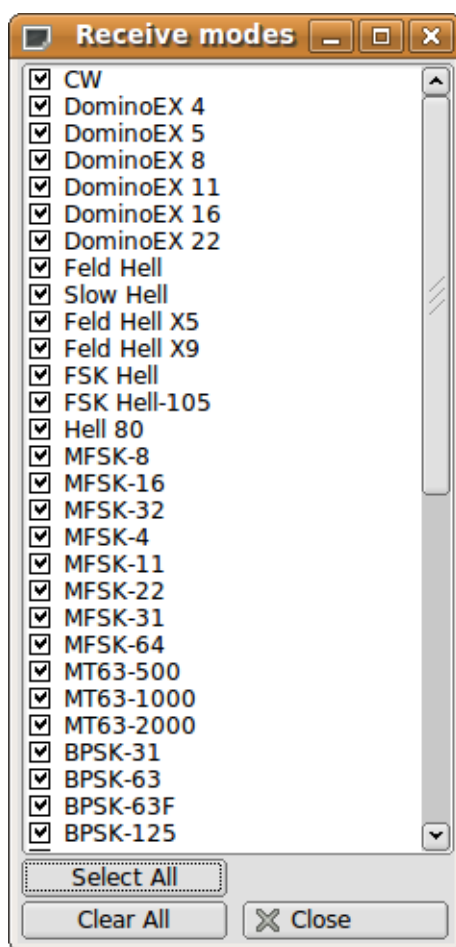 Receive modes
CW
DominoEX 4
DominoEX 5
DominoEX 8
DominoEX 11
DominoEX 16
DominoEX 22
Feld Hell
Slow Hell
Feld Hell X5
Feld Hell X9
FSK Hell
FSK Hell-105
Hell 80
MFSK-8
MFSK-16
MFSK-32
MFSK-4
MFSK-11
MFSK-22
MFSK-31
MFSK-64
MT63-500
MT63-1000
MT63-2000
BPSK-31
BPSK-63
BPSK-63F
BPSK-125
Select All
Clear All Close